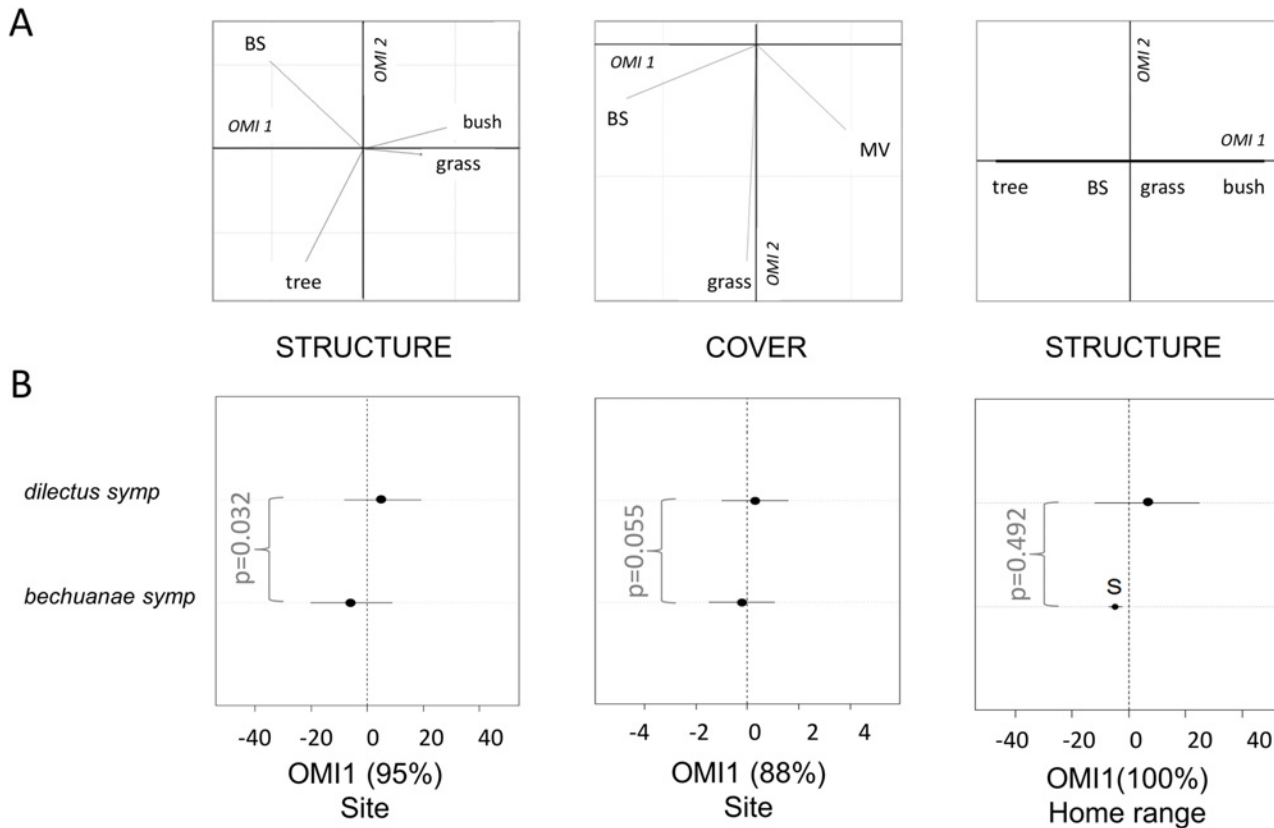 A
BS
OMI 2
OMI 1
bush
grass
tree
STRUCTURE
OMI 1
BS
MV
grass
OMI 2
COVER
OMI 2
OMI 1
tree BS grass bush
STRUCTURE
B
dilectus symp
bechuanae symp
p=0.032
-40 -20 0 20 40
OMI1 (95%)
Site
p=0.055
-4 -2 0 2 4
OMI1 (88%)
Site
p=0.492
S
-40 -20 0 20 40
OMI1(100%)
Home range